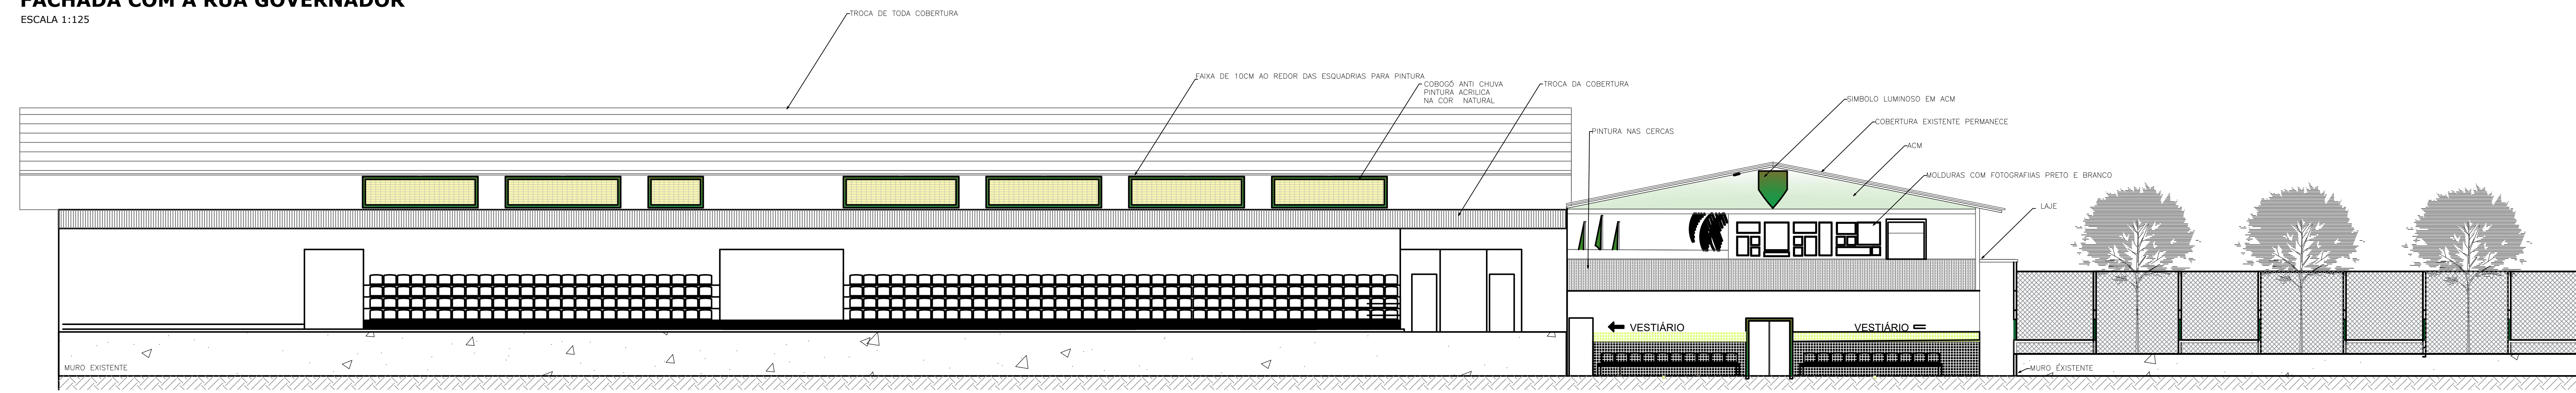 FACHADA COM A RUA GOVERNADOR
ESCALA 1:125
TROCA DE TODA COBERTURA
FAIXA DE 10CM AO REDOR DAS ESQUADRIAS PARA PINTURA
COBOGÓ ANTI CHUVA
PINTURA ACRILICA
NA COR NATURAL
TROCA DA COBERTURA
SIMBOLO LUMINOSO EM ACM
COBERTURA EXISTENTE PERMANECE
PINTURA NAS CERCAS
ACM
MOLDURAS COM FOTOGRAFIIAS PRETO E BRANCO
LAJE
VESTIÁRIO
VESTIÁRIO
MURO EXISTENTE
MURO EXISTENTE